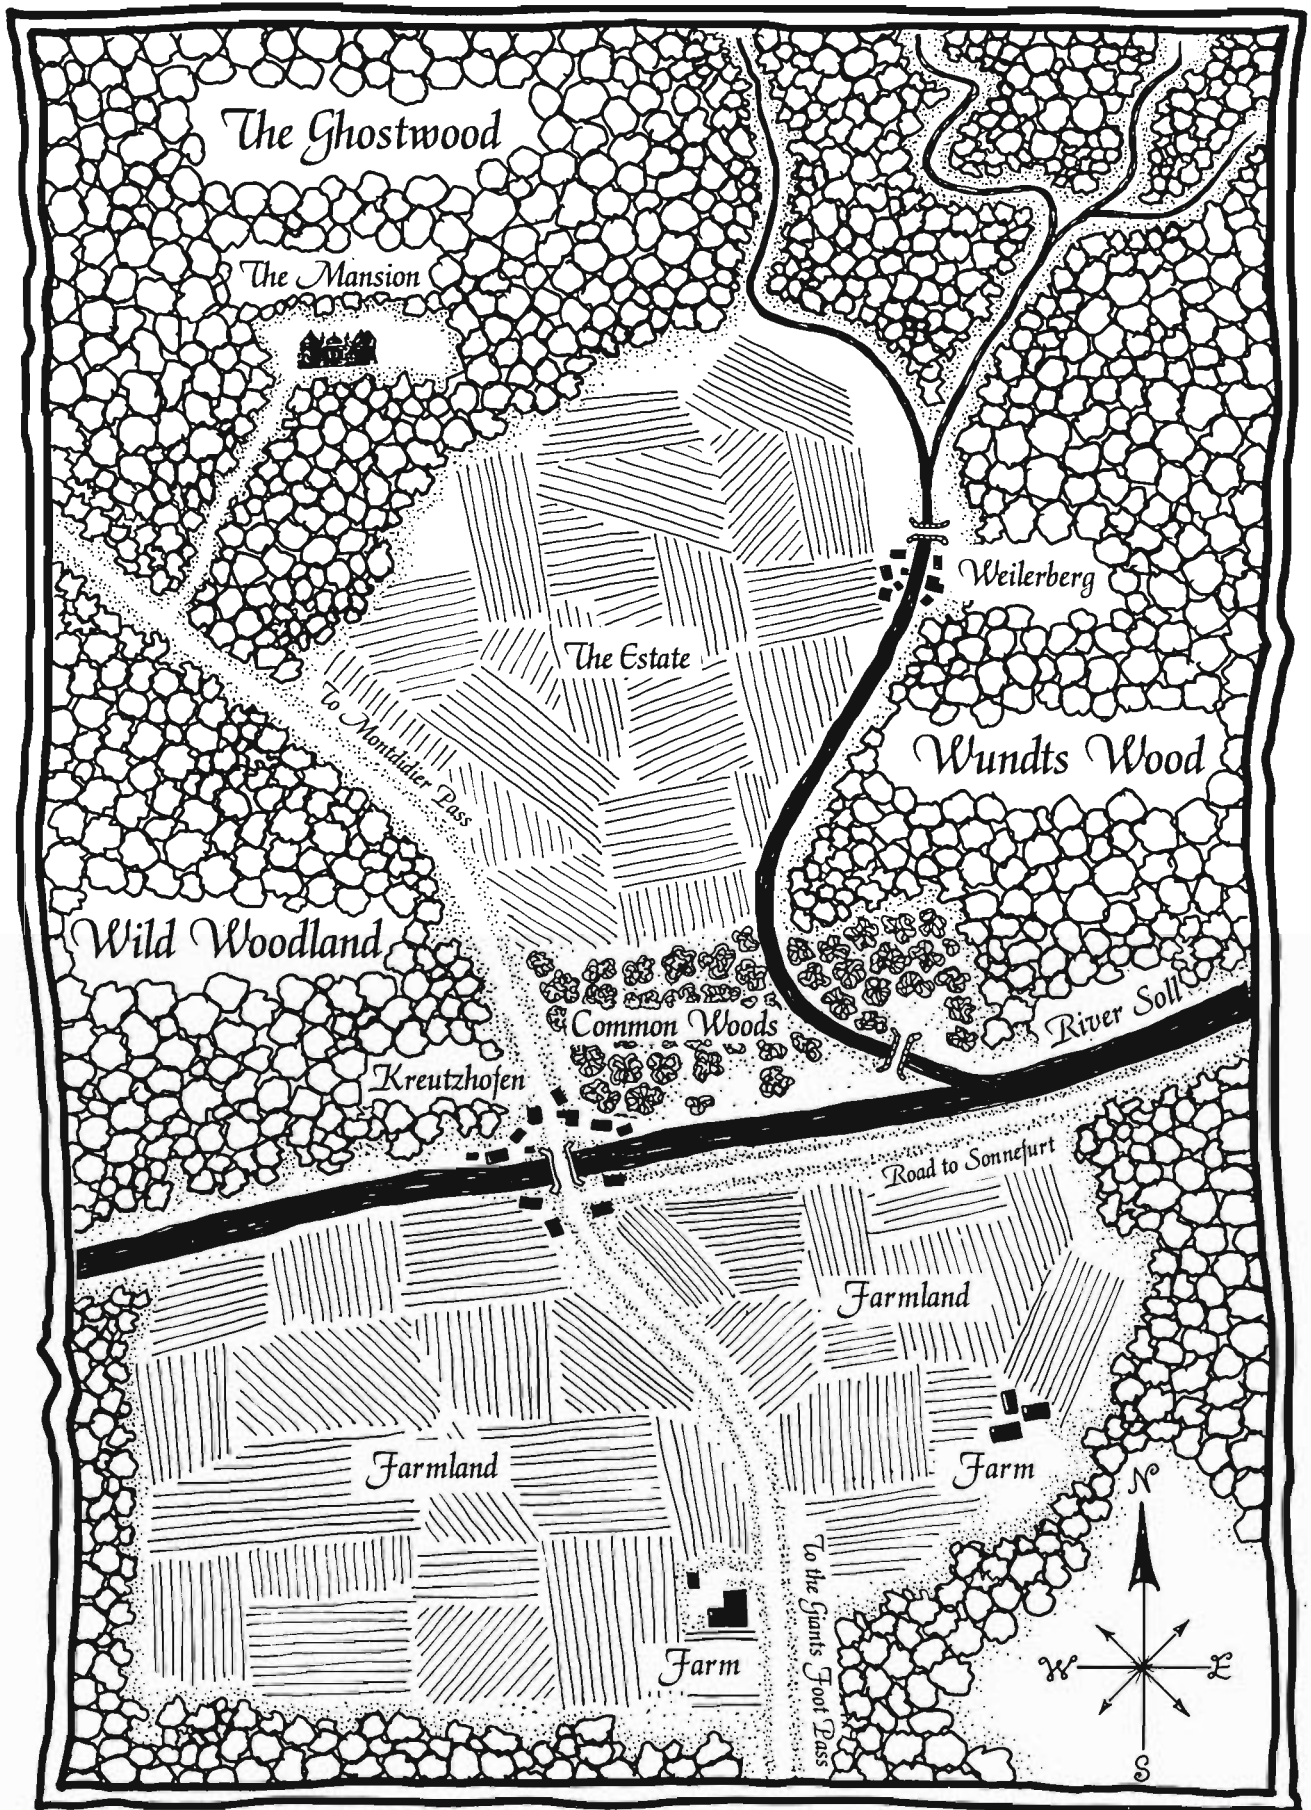 The Ghostwood
The Mansion
Weilerberg
The Estate
To Montdidier Pass
Wundts Wood
Wild Woodland
River Soll
Common Woods
Kreutzhofen
Road to Sonnefurt
Farmland
Farmland
Farm
N
To the Giants Foot Pass
Farm
W
E
S